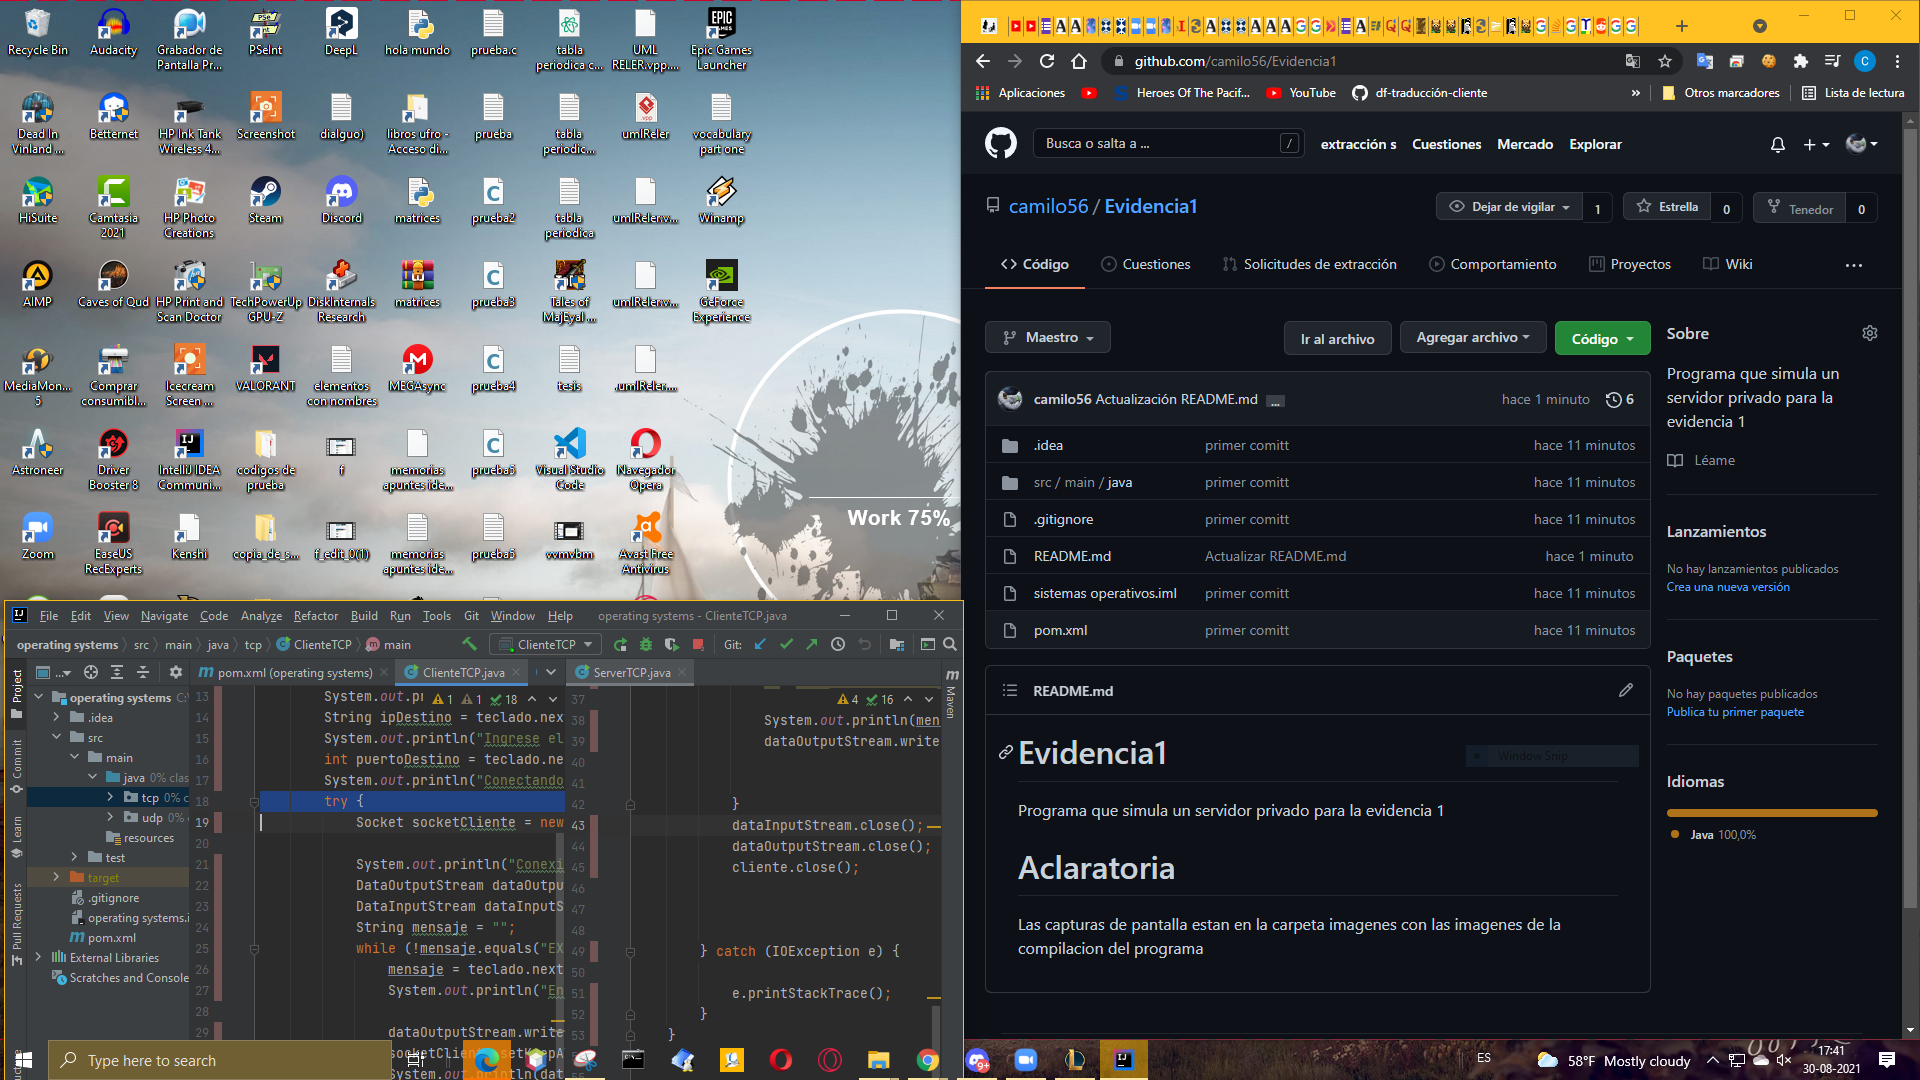 Recycle Bin
Audacity
Grabador de
Pantalla Pr...
PSeInt
DeepL
hola mundo
prueba.c
tabla
periodica c...
UML
RELER.vpp....
Epic Games
Launcher
Dead In
Vinland ...
Betternet
HP Ink Tank
Wireless 4...
Screenshot
dialguo)
libros ufro -
Acceso di...
prueba
tabla
periodic...
umlReler
vocabulary
part one
HiSuite
Camtasia
2021
HP Photo
Creations
Steam
Discord
matrices
prueba2
tabla
periodica
umlReler.v...
Winamp
AIMP
Caves of Qud
HP Print and
Scan Doctor
TechPowerUp
GPU-Z
DiskInternals
Research
matrices
prueba3
Tales of
MajEyal ...
umlReler.v...
GeForce
Experience
MediaMon...
5
Comprar
consumibl...
Icecream
Screen ...
VALORANT
elementos
con nombres
MEGAsync
prueba4
tesis
.umlReler....
Astroneer
Driver
Booster 8
IntelliJ IDEA
Communi...
codigos de
prueba
f
memorias
apuntes ide...
prueba5
Visual Studio
Code
Navegador
Opera
Zoom
EaseUS
RecExperts
Kenshi
copia_de_s...
f_edit_0(1)
memorias
apuntes ide...
prueba5
vvmvbm
Avast Free
Antivirus
Work 75%
File Edit View Navigate Code Analyze Refactor Build Run Tools Git Window Help operating systems - ClienteTCP.java
operating systems src main java tcp ClienteTCP main ClienteTCP Git:
pom.xml (operating systems) ClienteTCP.java ServerTCP.java
Project
Commit
Learn
Pull Requests
Maven
operating systems C:
.idea
src
main
java 0% clas
tcp 0% c
udp 0%
resources
test
target
.gitignore
operating systems.i
pom.xml
External Libraries
Scratches and Console
1 1 18
13 System.out.pr
14 String ipDestino = teclado.nex
15 System.out.println("Ingrese el
16 int puertoDestino = teclado.ne
17 System.out.println("Conectando
18 try {
19 Socket socketCliente = new
20
21 System.out.println("Conexi
22 DataOutputStream dataOutpu
23 DataInputStream dataInputS
24 String mensaje = "";
25 while (!mensaje.equals("EX
26 mensaje = teclado.next
27 System.out.println("En
28
29 dataOutputStream.write
4 16
37
38 System.out.println(men
39 dataOutputStream.write
40
41
42 }
43 dataInputStream.close();
44 dataOutputStream.close();
45 cliente.close();
46
47
48
49 } catch (IOException e) {
50
51 e.printStackTrace();
52 }
53 }
github.com/camilo56/Evidencia1
C
Aplicaciones
Heroes Of The Pacif...
YouTube
df-traducción-cliente
»
Otros marcadores
Lista de lectura
Busca o salta a ...
/
extracción s
Cuestiones
Mercado
Explorar
camilo56 / Evidencia1
Dejar de vigilar 1
Estrella 0
Tenedor 0
Código
Cuestiones
Solicitudes de extracción
Comportamiento
Proyectos
Wiki
Maestro
Ir al archivo
Agregar archivo
Código
camilo56 Actualización README.md ... hace 1 minuto 6
.idea primer comitt hace 11 minutos
src / main / java primer comitt hace 11 minutos
.gitignore primer comitt hace 11 minutos
README.md Actualizar README.md hace 1 minuto
sistemas operativos.iml primer comitt hace 11 minutos
pom.xml primer comitt hace 11 minutos
README.md
Evidencia1
Window Snip
Programa que simula un servidor privado para la evidencia 1
Aclaratoria
Las capturas de pantalla estan en la carpeta imagenes con las imagenes de la
compilacion del programa
Sobre
Programa que simula un
servidor privado para la
evidencia 1
Léame
Lanzamientos
No hay lanzamientos publicados
Crea una nueva versión
Paquetes
No hay paquetes publicados
Publica tu primer paquete
Idiomas
Java 100,0%
Type here to search
9+
ES
58°F Mostly cloudy
17:41
30-08-2021